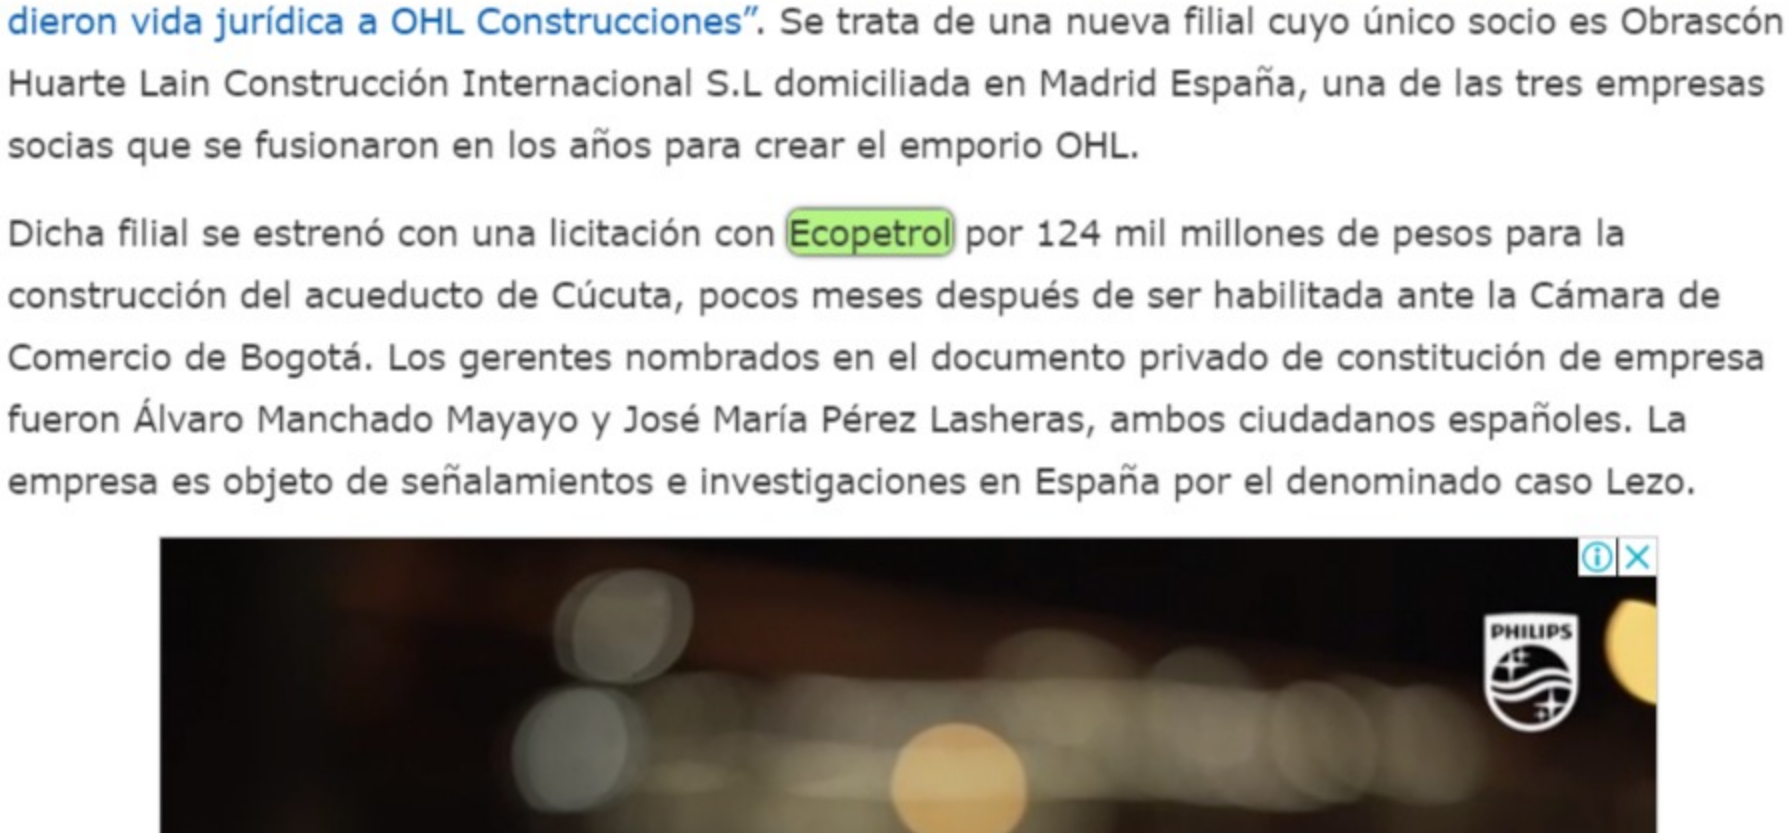 dieron vida jurídica a OHL Construcciones”. Se trata de una nueva filial cuyo único socio es Obrascón
Huarte Lain Construcción Internacional S.L domiciliada en Madrid España, una de las tres empresas
socias que se fusionaron en los años para crear el emporio OHL.
Dicha filial se estrenó con una licitación con Ecopetrol por 124 mil millones de pesos para la
construcción del acueducto de Cúcuta, pocos meses después de ser habilitada ante la Cámara de
Comercio de Bogotá. Los gerentes nombrados en el documento privado de constitución de empresa
fueron Álvaro Manchado Mayayo y José María Pérez Lasheras, ambos ciudadanos españoles. La
empresa es objeto de señalamientos e investigaciones en España por el denominado caso Lezo.
PHILIPS